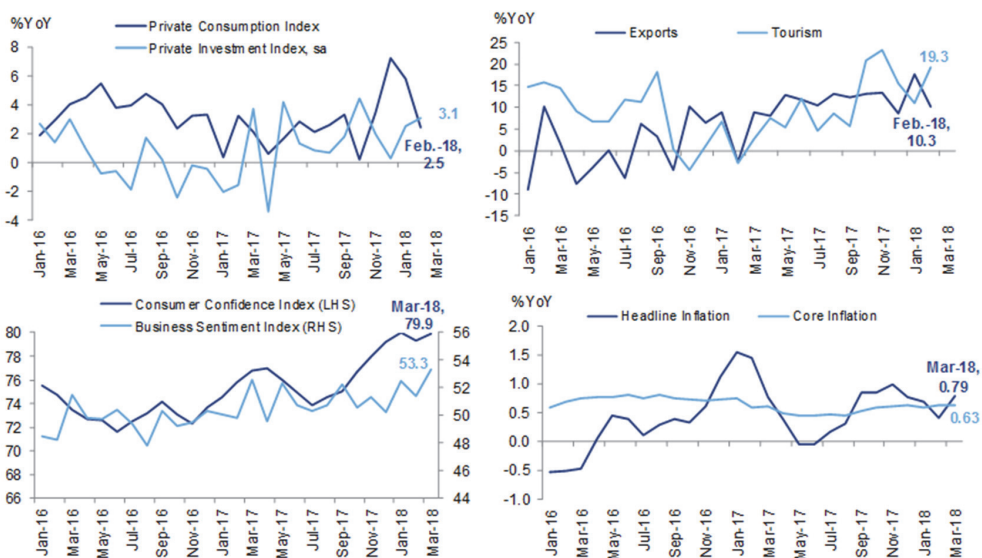 %YoY
Private Consumption Index
Private Investment Index, sa
8
6
4
2
0
-2
-4
3.1
Feb.-18,
2.5
Jan-16
Mar-16
May-16
Jul-16
Sep-16
Nov-16
Jan-17
Mar-17
May-17
Jul-17
Sep-17
Nov-17
Jan-18
Mar-18
%YoY
Exports
Tourism
25
20
15
10
5
0
-5
-10
-15
19.3
Feb.-18,
10.3
Jan-16
Mar-16
May-16
Jul-16
Sep-16
Nov-16
Jan-17
Mar-17
May-17
Jul-17
Sep-17
Nov-17
Jan-18
Mar-18
Consumer Confidence Index (LHS)
Business Sentiment Index (RHS)
Mar-18,
79.9
53.3
80
78
76
74
72
70
68
66
56
54
52
50
48
46
44
Jan-16
Mar-16
May-16
Jul-16
Sep-16
Nov-16
Jan-17
Mar-17
May-17
Jul-17
Sep-17
Nov-17
Jan-18
Mar-18
%YoY
Headline Inflation
Core Inflation
2.0
1.5
1.0
0.5
0.0
-0.5
-1.0
Mar-18,
0.79
0.63
Jan-16
Mar-16
May-16
Jul-16
Sep-16
Nov-16
Jan-17
Mar-17
May-17
Jul-17
Sep-17
Nov-17
Jan-18
Mar-18